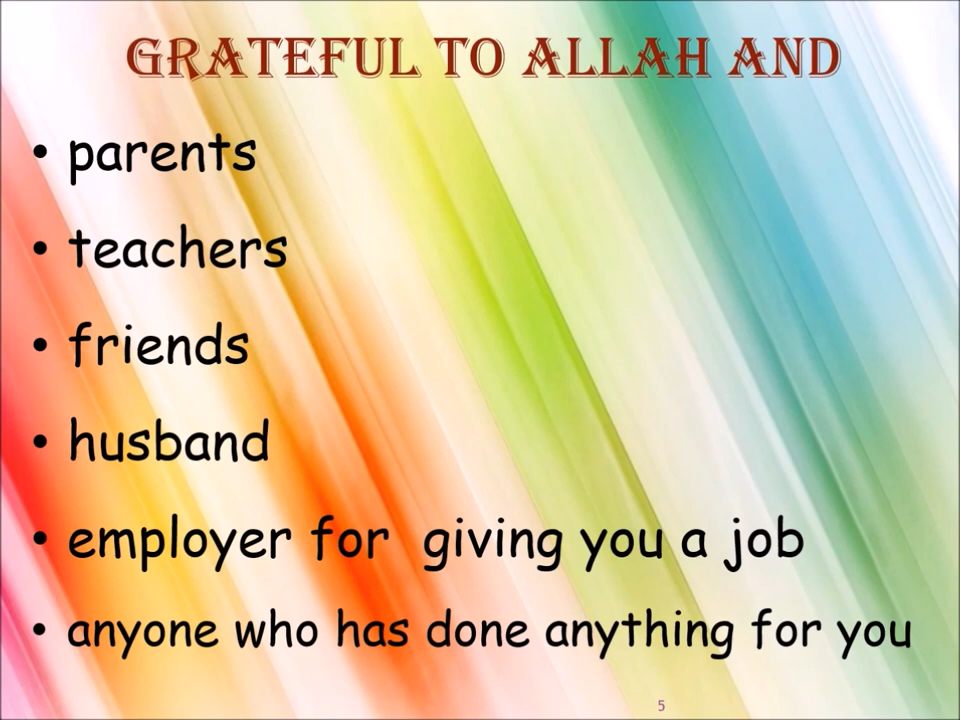 GRATEFUL TO ALLAH AND
• parents
• teachers
• friends
• husband
• employer for  giving you a job
• anyone who has done anything for you
5